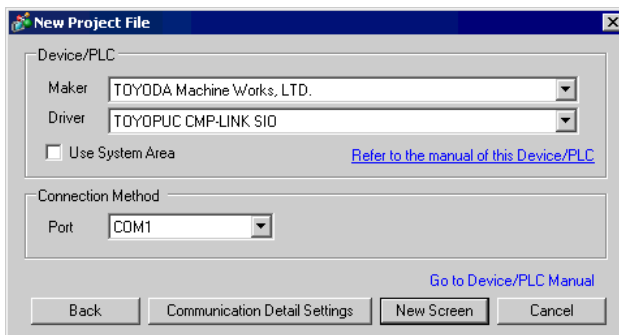 New Project File
Device/PLC
Maker TOYODA Machine Works, LTD.
Driver TOYOPUC CMP-LINK SIO
Use System Area Refer to the manual of this Device/PLC
Connection Method
Port COM1
Go to Device/PLC Manual
Back Communication Detail Settings New Screen Cancel